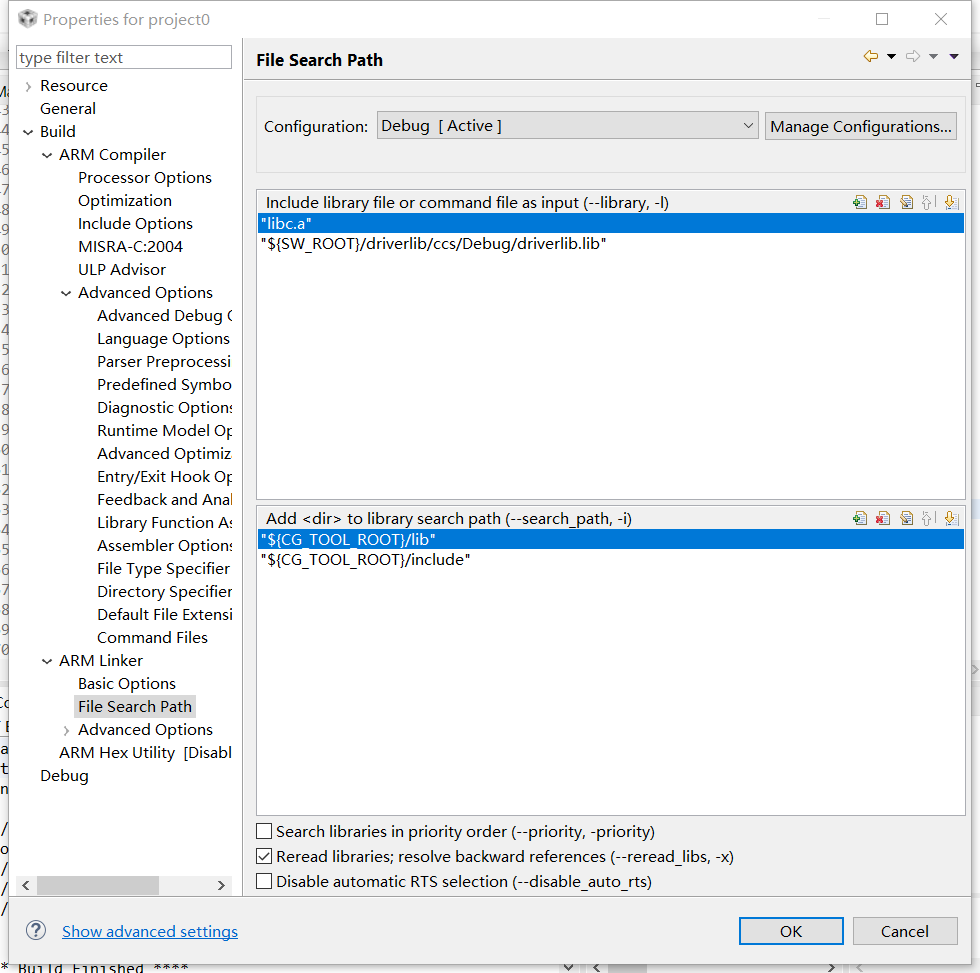 Properties for project0
type filter text
Resource
General
Build
ARM Compiler
Processor Options
Optimization
Include Options
MISRA-C:2004
ULP Advisor
Advanced Options
Advanced Debug
Language Options
Parser Preprocessi
Predefined Symbo
Diagnostic Options
Runtime Model Op
Advanced Optimiz
Entry/Exit Hook Op
Feedback and Anal
Library Function As
Assembler Options
File Type Specifier
Directory Specifier
Default File Extensi
Command Files
ARM Linker
Basic Options
File Search Path
Advanced Options
ARM Hex Utility [Disabl
Debug
File Search Path
Configuration:
Debug [ Active ]
Manage Configurations...
Include library file or command file as input (--library, -l)
"libc.a"
"${SW_ROOT}/driverlib/ccs/Debug/driverlib.lib"
Add <dir> to library search path (--search_path, -i)
"${CG_TOOL_ROOT}/lib"
"${CG_TOOL_ROOT}/include"
Search libraries in priority order (--priority, -priority)
Reread libraries; resolve backward references (--reread_libs, -x)
Disable automatic RTS selection (--disable_auto_rts)
Show advanced settings
OK
Cancel
* Build Finished ****